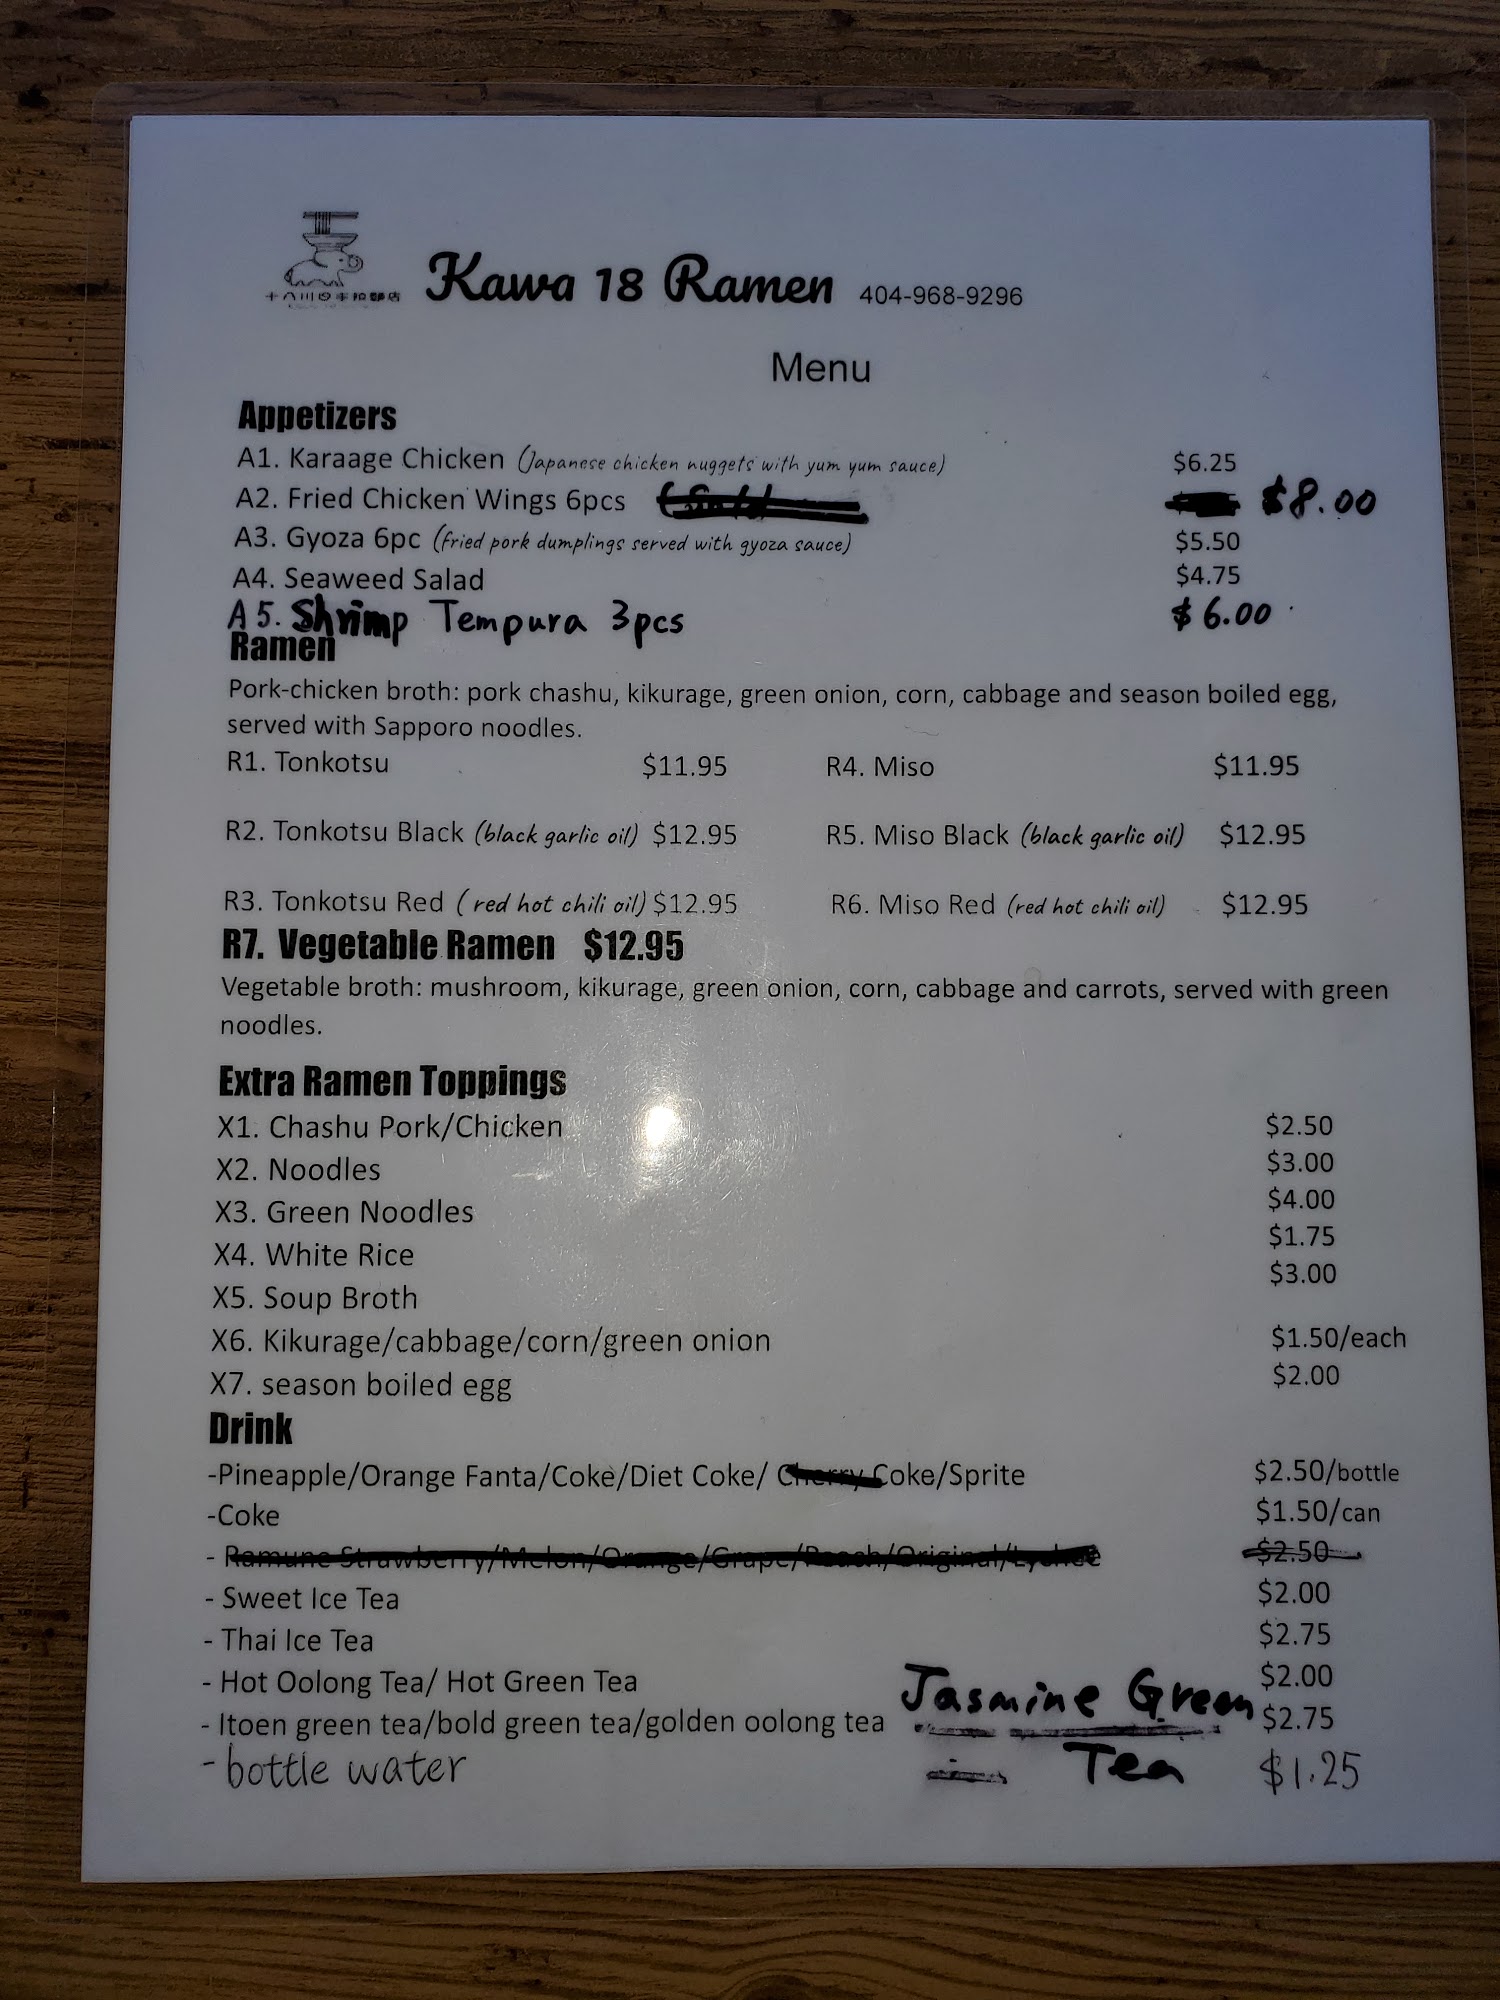 十八川四丰拉麵店
Kawa 18 Ramen 404-968-9296
Menu
Appetizers
A1. Karaage Chicken (Japanese chicken nuggets with yum yum sauce) $6.25
A2. Fried Chicken Wings 6pcs $8.00
A3. Gyoza 6pc (fried pork dumplings served with gyoza sauce) $5.50
A4. Seaweed Salad $4.75
A5. Shrimp Tempura 3pcs $6.00
Ramen
Pork-chicken broth: pork chashu, kikurage, green onion, corn, cabbage and season boiled egg,
served with Sapporo noodles.
R1. Tonkotsu $11.95 R4. Miso $11.95
R2. Tonkotsu Black (black garlic oil) $12.95 R5. Miso Black (black garlic oil) $12.95
R3. Tonkotsu Red ( red hot chili oil) $12.95 R6. Miso Red (red hot chili oil) $12.95
R7. Vegetable Ramen $12.95
Vegetable broth: mushroom, kikurage, green onion, corn, cabbage and carrots, served with green
noodles.
Extra Ramen Toppings
X1. Chashu Pork/Chicken $2.50
X2. Noodles $3.00
X3. Green Noodles $4.00
X4. White Rice $1.75
X5. Soup Broth $3.00
X6. Kikurage/cabbage/corn/green onion $1.50/each
X7. season boiled egg $2.00
Drink
-Pineapple/Orange Fanta/Coke/Diet Coke/ Cherry Coke/Sprite $2.50/bottle
-Coke $1.50/can
- Ramune Strawberry/Melon/Orange/Grape/Peach/Original/Lychee $2.50
- Sweet Ice Tea $2.00
- Thai Ice Tea $2.75
- Hot Oolong Tea/ Hot Green Tea $2.00
- Itoen green tea/bold green tea/golden oolong tea Jasmine Green Tea $2.75
- bottle water $1.25